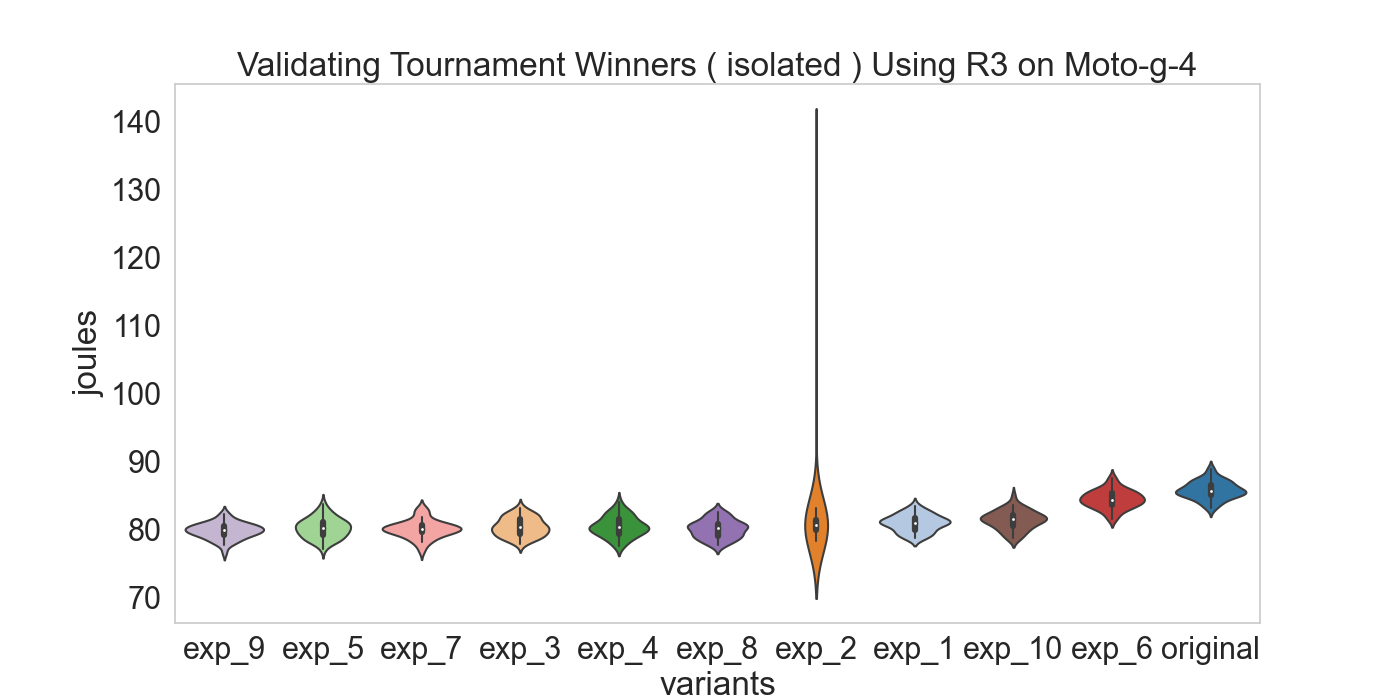 Validating Tournament Winners ( isolated ) Using R3 on Moto-g-4
140
130
120
110
100
90
80
70
joules
exp_9 exp_5 exp_7 exp_3 exp_4 exp_8 exp_2 exp_1 exp_10 exp_6 original
variants